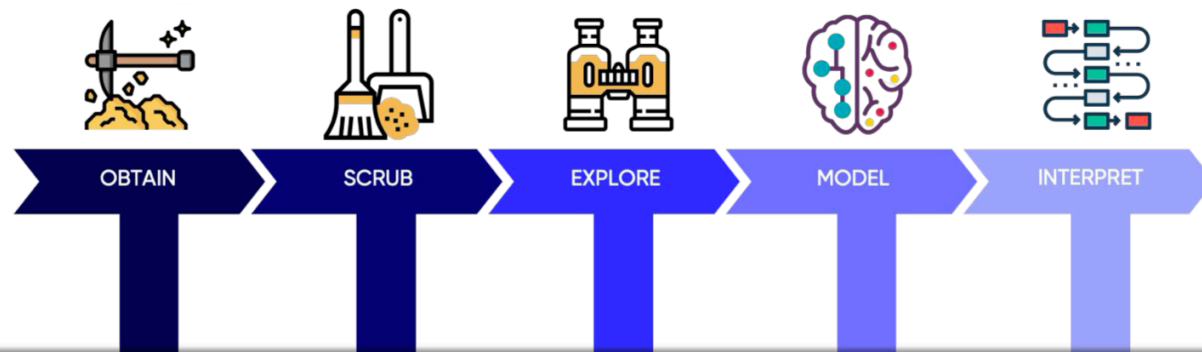 OBTAIN
SCRUB
EXPLORE
MODEL
INTERPRET